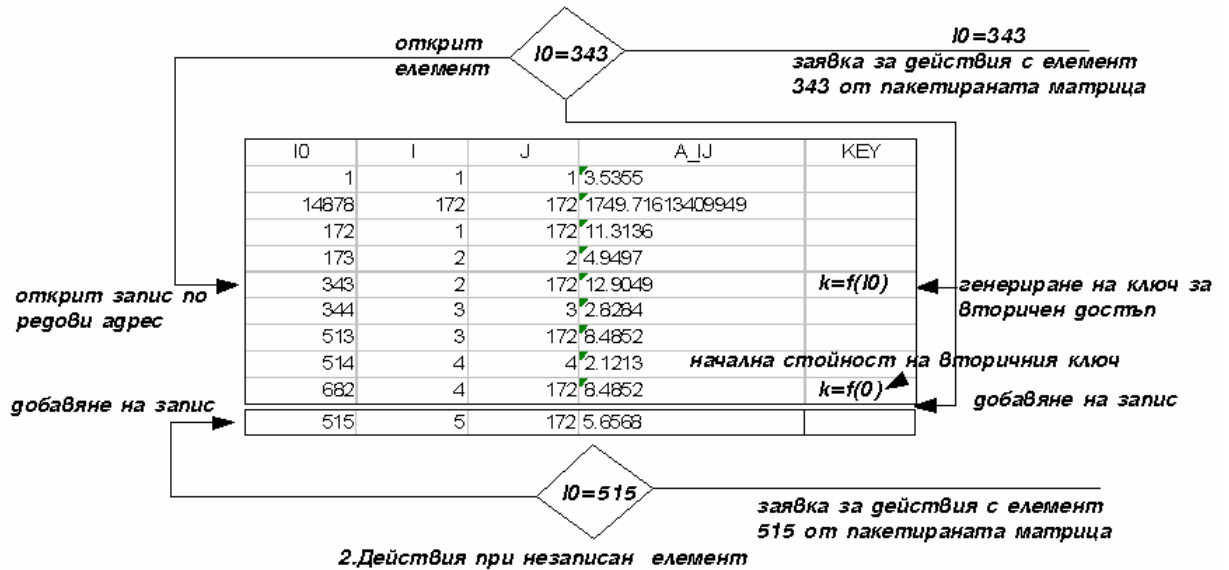 открит
елемент
I0=343
I0=343
заявка за действия с елемент
343 от пакетираната матрица
I0 I J A_IJ KEY
1 1 1 3.5355
14878 172 172 1749.71613409949
172 1 172 11.3136
173 2 2 4.9497
343 2 172 12.9049 k=f(I0)
344 3 3 2.8284
513 3 172 8.4852
514 4 4 2.1213
682 4 172 8.4852 k=f(0)
515 5 172 5.6568
открит запис по
редови адрес
генериране на ключ за
вторичен достъп
начална стойност на вторичния ключ
добавяне на запис
добавяне на запис
I0=515
заявка за действия с елемент
515 от пакетираната матрица
2.Действия при незаписан елемент